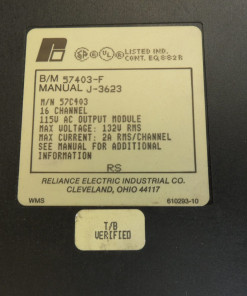 LISTED IND.
CONT. EQ.882B
B/M 57403-F
MANUAL J-3623
M/N 57C403
16 CHANNEL
115V AC OUTPUT MODULE
MAX VOLTAGE: 132V RMS
MAX CURRENT: 2A RMS/CHANNEL
SEE MANUAL FOR ADDITIONAL
INFORMATION
RS
RELIANCE ELECTRIC INDUSTRIAL CO.
CLEVELAND, OHIO 44117
WMS 610293-10
T/B
VERIFIED